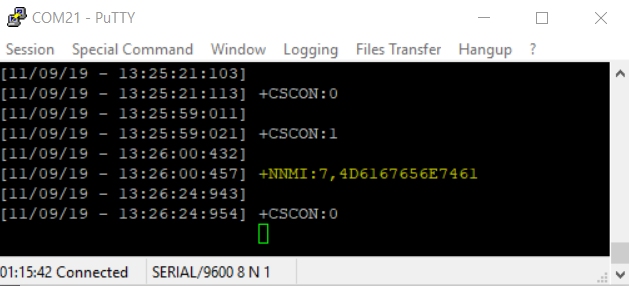 COM21 - PuTTY
Session Special Command Window Logging Files Transfer Hangup ?
[11/09/19 - 13:25:21:103]
[11/09/19 - 13:25:21:113] +CSCON:0
[11/09/19 - 13:25:59:011]
[11/09/19 - 13:25:59:021] +CSCON:1
[11/09/19 - 13:26:00:432]
[11/09/19 - 13:26:00:457] +NNMI:7,4D6167656E7461
[11/09/19 - 13:26:24:943]
[11/09/19 - 13:26:24:954] +CSCON:0
01:15:42 Connected SERIAL/9600 8 N 1